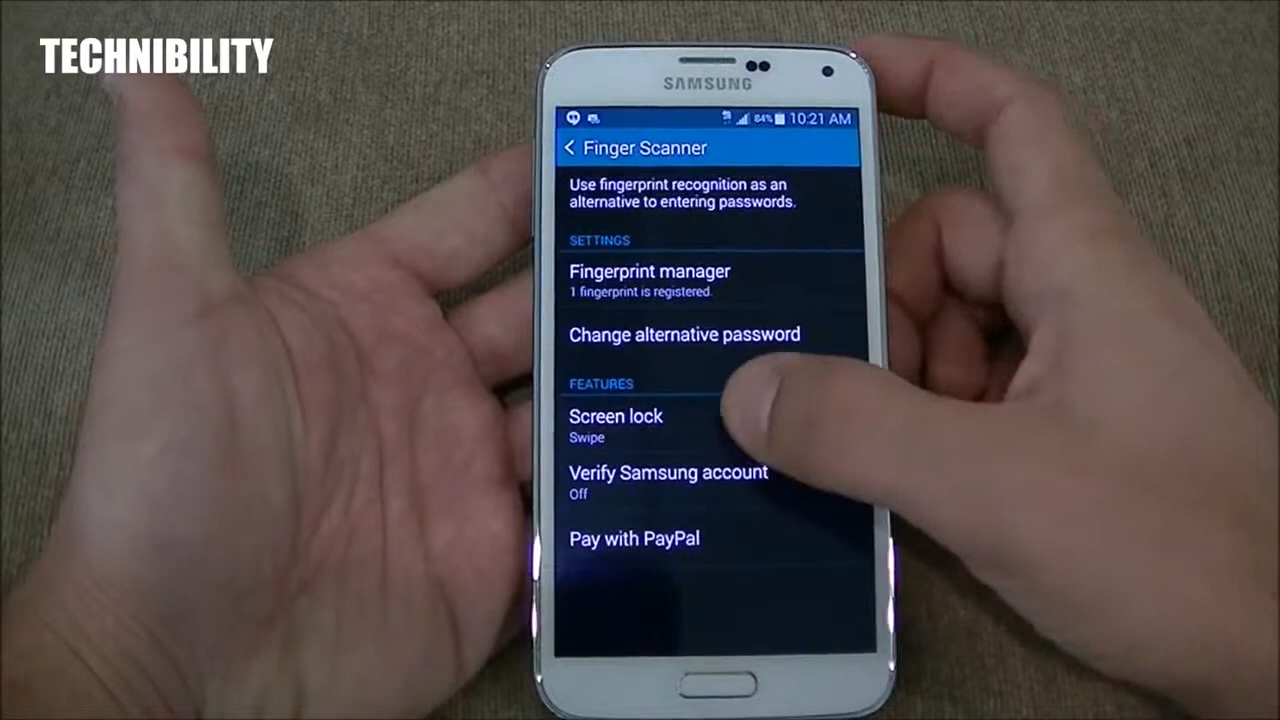 TECHNIBILITY
SAMSUNG
84% 10:21 AM
Finger Scanner
Use fingerprint recognition as an
alternative to entering passwords.
SETTINGS
Fingerprint manager
1 fingerprint is registered.
Change alternative password
FEATURES
Screen lock
Swipe
Verify Samsung account
Off
Pay with PayPal